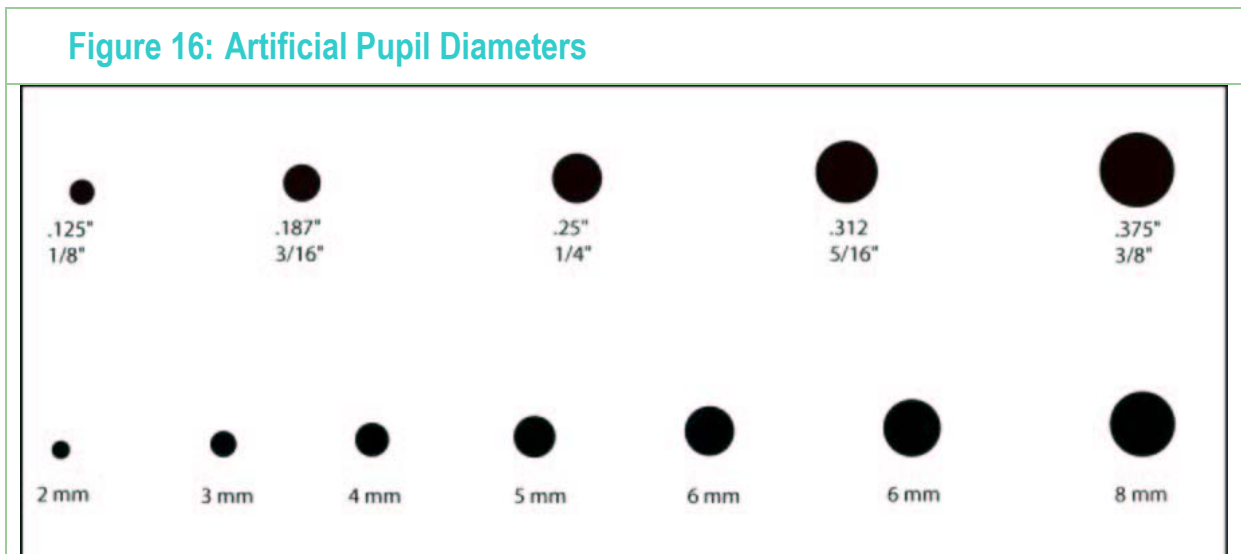 Figure 16: Artificial Pupil Diameters
.125" .187" .25" .312 .375"
1/8" 3/16" 1/4" 5/16" 3/8"
2 mm 3 mm 4 mm 5 mm 6 mm 6 mm 8 mm